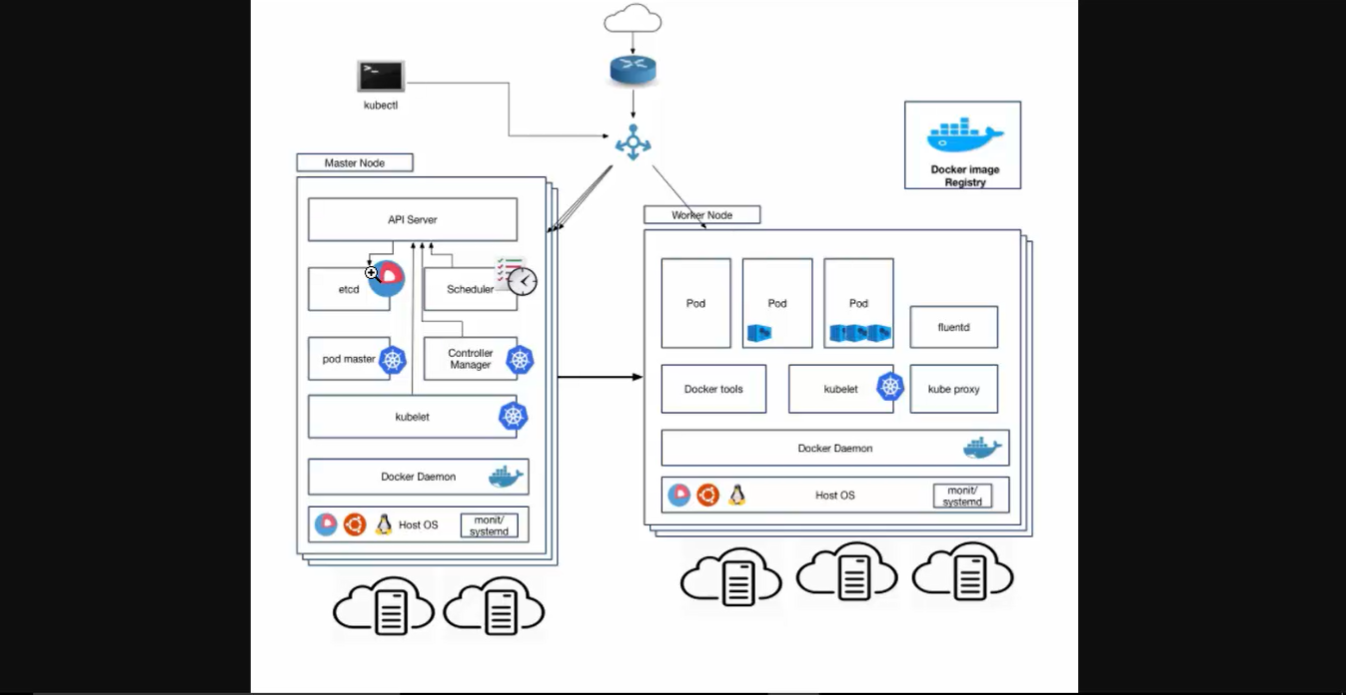 >_
kubectl
Docker image
Registry
Master Node
API Server
etcd
Scheduler
pod master
Controller
Manager
kubelet
Docker Daemon
Host OS
monit/
systemd
Worker Node
Pod
Pod
Pod
fluentd
Docker tools
kubelet
kube proxy
Docker Daemon
Host OS
monit/
systemd